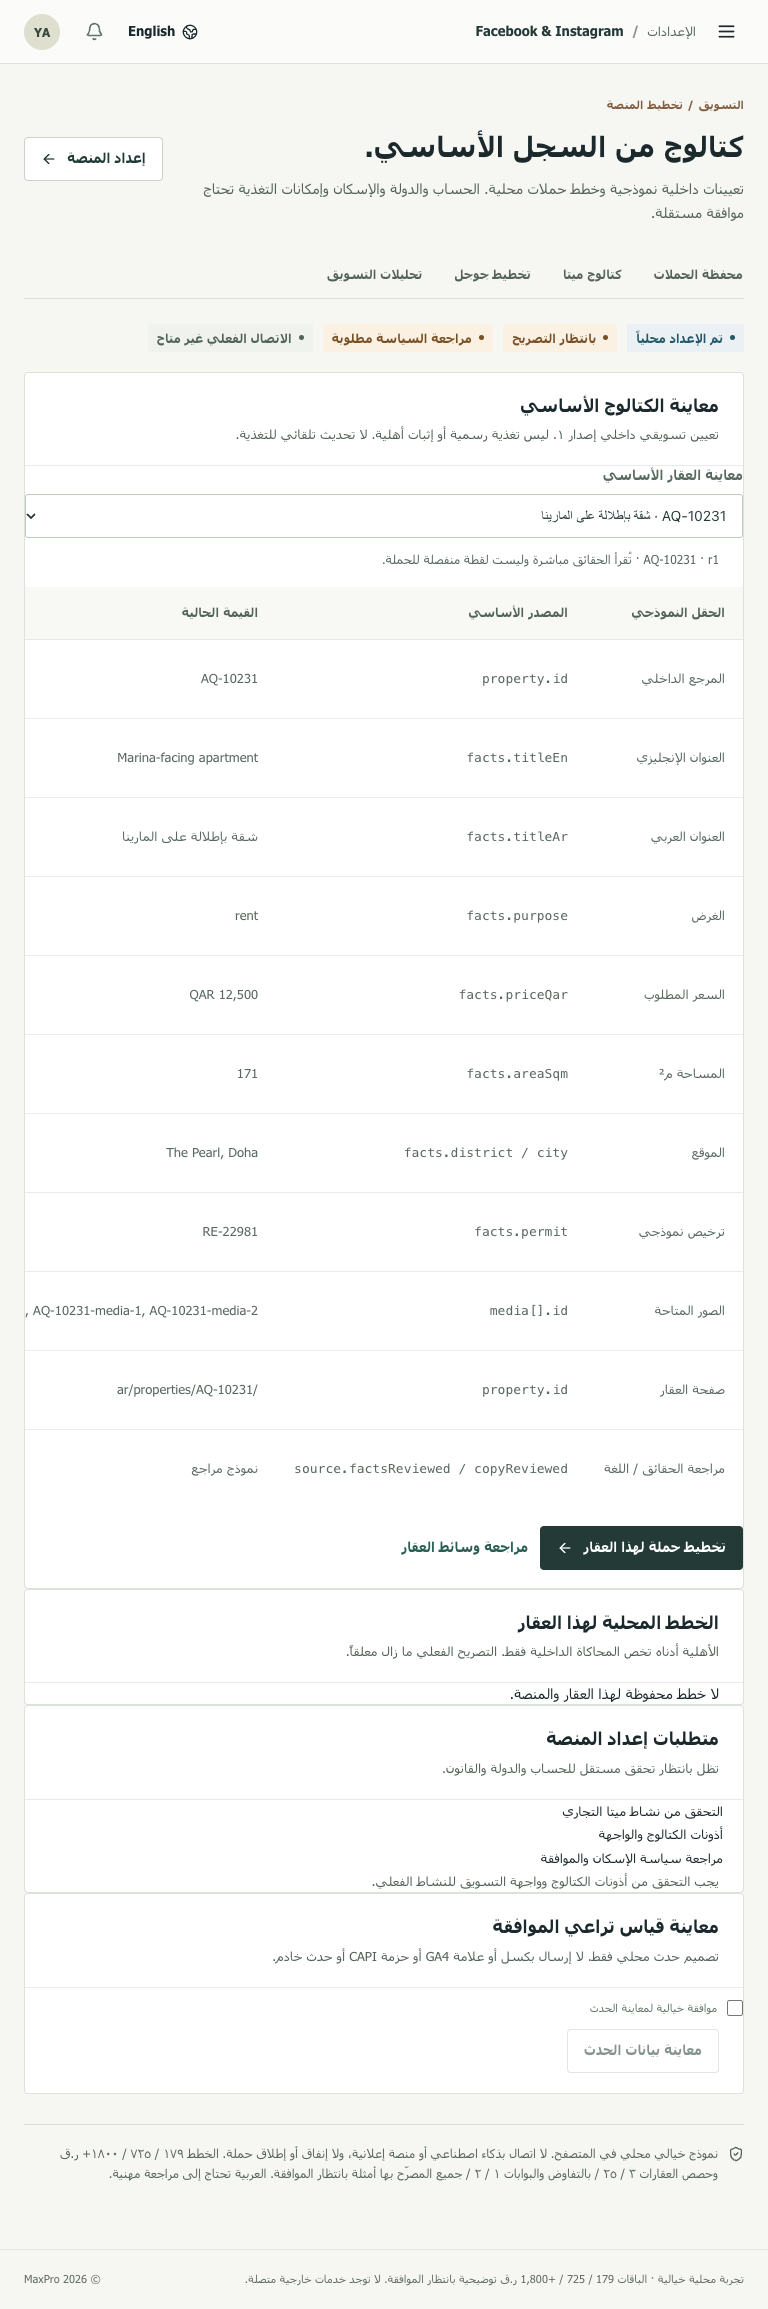 الإعدادات / Facebook & Instagram
English
YA
التسويق / تخطيط المنصة
كتالوج من السجل الأساسي.
إعداد المنصة
تعيينات داخلية نموذجية وخطط حملات محلية. الحساب والدولة والإسكان وإمكانات التغذية تحتاج
موافقة مستقلة.
محفظة الحملات
كتالوج ميتا
تخطيط جوجل
تحليلات التسويق
تم الإعداد محلياً
بانتظار التصريح
مراجعة السياسة مطلوبة
الاتصال الفعلي غير متاح
معاينة الكتالوج الأساسي
تعيين تسويقي داخلي إصدار ١. ليس تغذية رسمية أو إثبات أهلية. لا تحديث تلقائي للتغذية.
معاينة العقار الأساسي
AQ-10231 · شقة بإطلالة على المارينا
AQ-10231 · r1 · تُقرأ الحقائق مباشرة وليست لقطة منفصلة للحملة.
الحقل النموذجي المصدر الأساسي القيمة الحالية
المرجع الداخلي property.id AQ-10231
العنوان الإنجليزي facts.titleEn Marina-facing apartment
العنوان العربي facts.titleAr شقة بإطلالة على المارينا
الغرض facts.purpose rent
السعر المطلوب facts.priceQar QAR 12,500
المساحة م² facts.areaSqm 171
الموقع facts.district / city The Pearl, Doha
ترخيص نموذجي facts.permit RE-22981
الصور المتاحة media[].id , AQ-10231-media-1, AQ-10231-media-2
صفحة العقار property.id ar/properties/AQ-10231/
مراجعة الحقائق / اللغة source.factsReviewed / copyReviewed نموذج مراجع
تخطيط حملة لهذا العقار
مراجعة وسائط العقار
الخطط المحلية لهذا العقار
الأهلية أدناه تخص المحاكاة الداخلية فقط. التصريح الفعلي ما زال معلقاً.
لا خطط محفوظة لهذا العقار والمنصة.
متطلبات إعداد المنصة
تظل بانتظار تحقق مستقل للحساب والدولة والقانون.
التحقق من نشاط ميتا التجاري
أذونات الكتالوج والواجهة
مراجعة سياسة الإسكان والموافقة
يجب التحقق من أذونات الكتالوج وواجهة التسويق للنشاط الفعلي.
معاينة قياس تراعي الموافقة
تصميم حدث محلي فقط. لا إرسال بكسل أو علامة GA4 أو حزمة CAPI أو حدث خادم.
موافقة خيالية لمعاينة الحدث
معاينة بيانات الحدث
نموذج خيالي محلي في المتصفح. لا اتصال بذكاء اصطناعي أو منصة إعلانية، ولا إنفاق أو إطلاق حملة. الخطط ١٧٩ / ٧٢٥ / ١٨٠٠+ ر.ق
وحصص العقارات ٣ / ٢٥ / بالتفاوض والبوابات ١ / ٢ / جميع المصرّح بها أمثلة بانتظار الموافقة. العربية تحتاج إلى مراجعة مهنية.
تجربة محلية خيالية · الباقات 179 / 725 / +1,800 ر.ق توضيحية بانتظار الموافقة. لا توجد خدمات خارجية متصلة.
© 2026 MaxPro